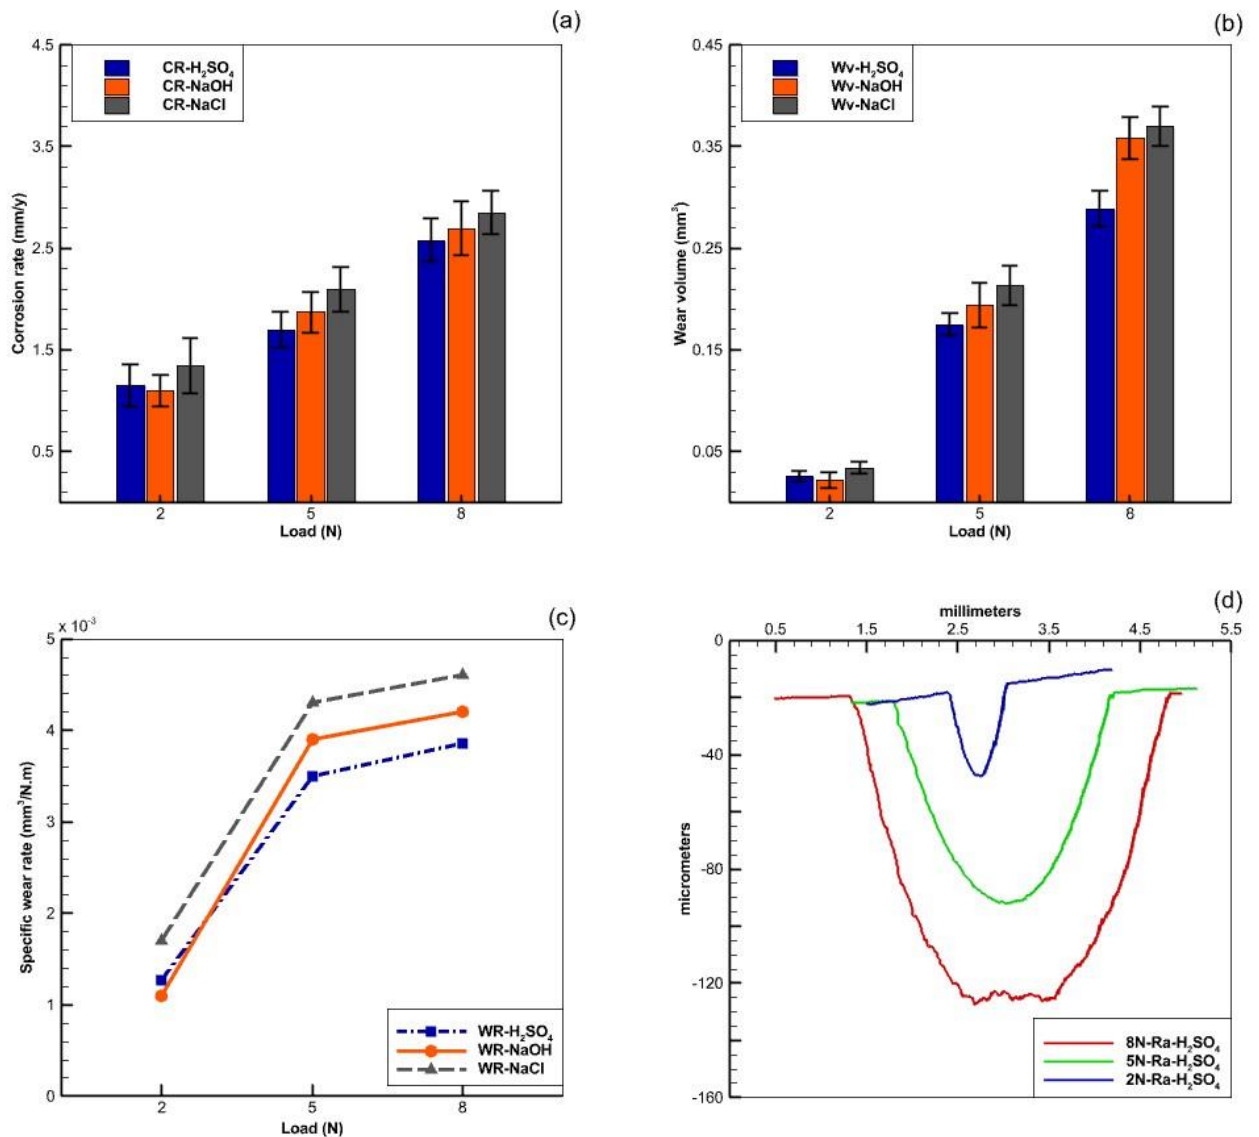 (a)
4.5
3.5
2.5
1.5
0.5
Corrosion rate (mm/y)
CR-H₂SO₄
CR-NaOH
CR-NaCl
2 5 8
Load (N)
(b)
0.45
0.35
0.25
0.15
0.05
Wear volume (mm³)
Wv-H₂SO₄
Wv-NaOH
Wv-NaCl
2 5 8
Load (N)
(c)
x 10⁻³
5
4
3
2
1
0
Specific wear rate (mm³/N.m)
WR-H₂SO₄
WR-NaOH
WR-NaCl
2 5 8
Load (N)
(d)
millimeters
0.5 1.5 2.5 3.5 4.5 5.5
0
-40
-80
-120
-160
micrometers
8N-Ra-H₂SO₄
5N-Ra-H₂SO₄
2N-Ra-H₂SO₄